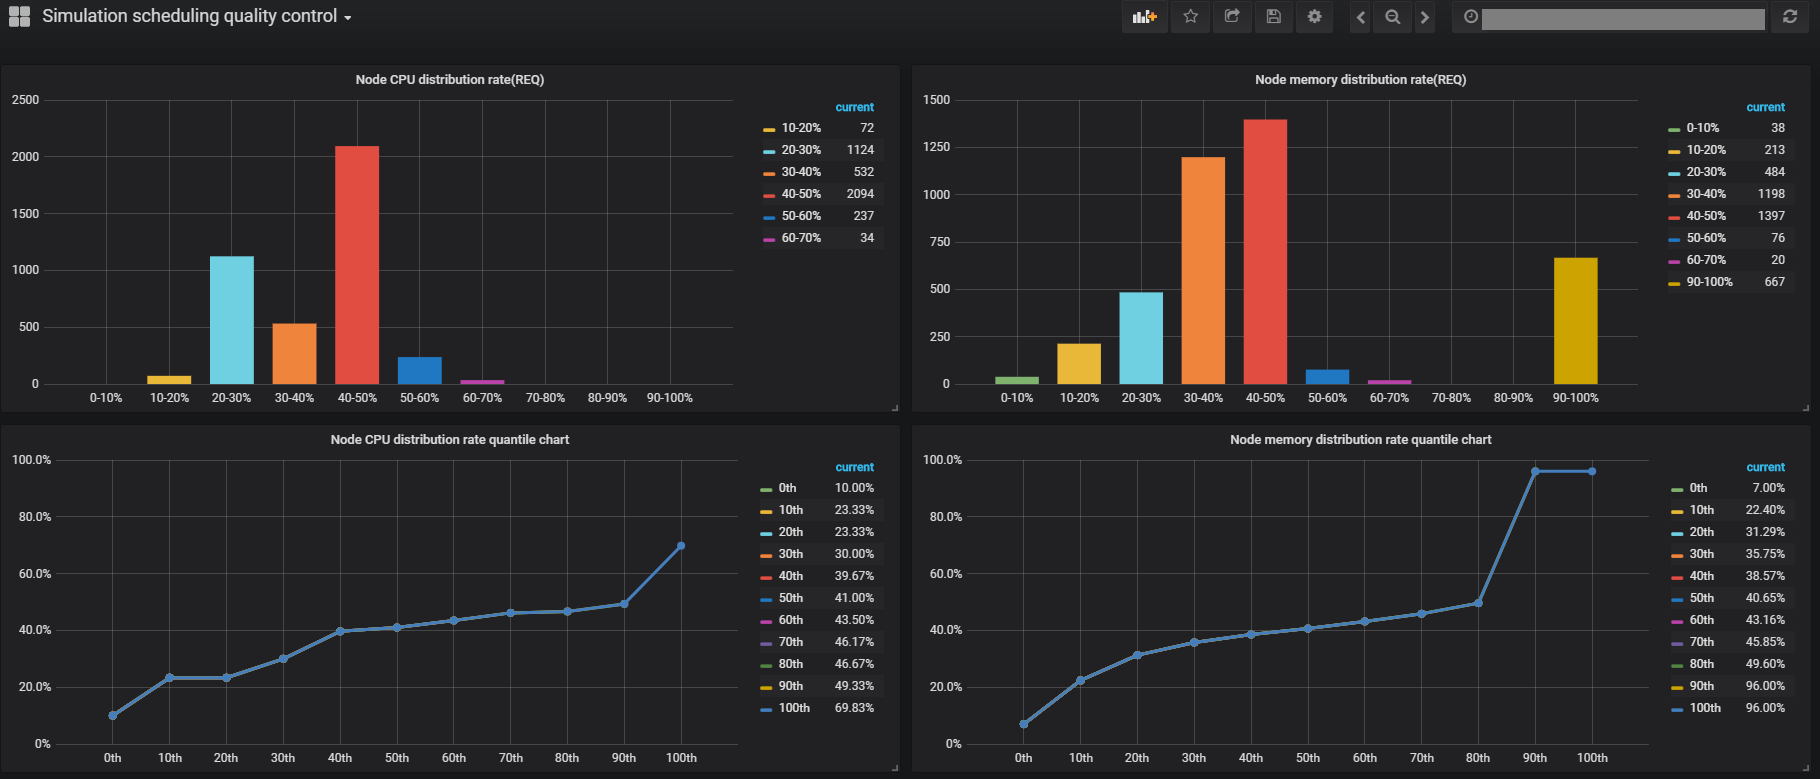 Simulation scheduling quality control
Node CPU distribution rate(REQ)
2500
2000
1500
1000
500
0
0-10% 10-20% 20-30% 30-40% 40-50% 50-60% 60-70% 70-80% 80-90% 90-100%
current
10-20% 72
20-30% 1124
30-40% 532
40-50% 2094
50-60% 237
60-70% 34
Node memory distribution rate(REQ)
1500
1250
1000
750
500
250
0
0-10% 10-20% 20-30% 30-40% 40-50% 50-60% 60-70% 70-80% 80-90% 90-100%
current
0-10% 38
10-20% 213
20-30% 484
30-40% 1198
40-50% 1397
50-60% 76
60-70% 20
90-100% 667
Node CPU distribution rate quantile chart
100.0%
80.0%
60.0%
40.0%
20.0%
0%
0th 10th 20th 30th 40th 50th 60th 70th 80th 90th 100th
current
0th 10.00%
10th 23.33%
20th 23.33%
30th 30.00%
40th 39.67%
50th 41.00%
60th 43.50%
70th 46.17%
80th 46.67%
90th 49.33%
100th 69.83%
Node memory distribution rate quantile chart
100.0%
80.0%
60.0%
40.0%
20.0%
0%
0th 10th 20th 30th 40th 50th 60th 70th 80th 90th 100th
current
0th 7.00%
10th 22.40%
20th 31.29%
30th 35.75%
40th 38.57%
50th 40.65%
60th 43.16%
70th 45.85%
80th 49.60%
90th 96.00%
100th 96.00%